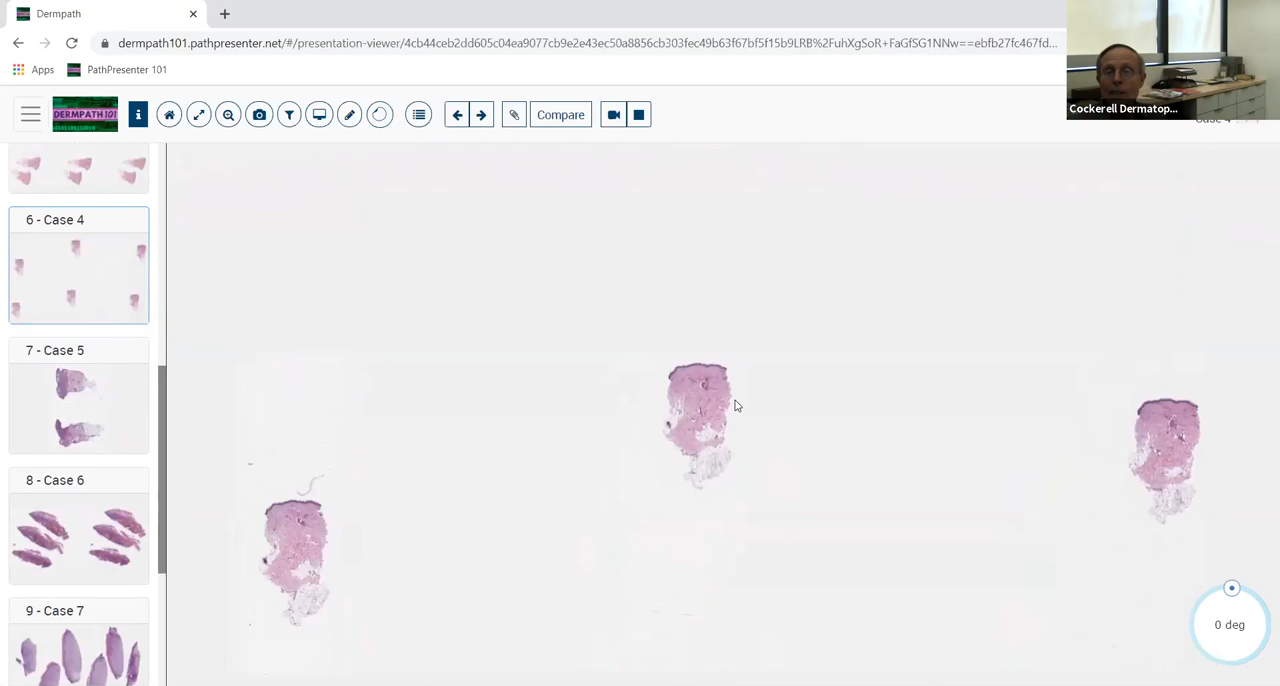 Dermpath
dermpath101.pathpresenter.net/#/presentation-viewer/4cb44ceb2dd605c04ea9077cb9e2e43ec50a8856cb303fec49b63f67bf5f15b9LRB%2FuhXgSoR+FaGfSG1NNw==ebfb27fc467fd...
Apps
PathPresenter 101
Cockerell Dermatop...
DERMPATH 101
Compare
6 - Case 4
7 - Case 5
8 - Case 6
9 - Case 7
0 deg